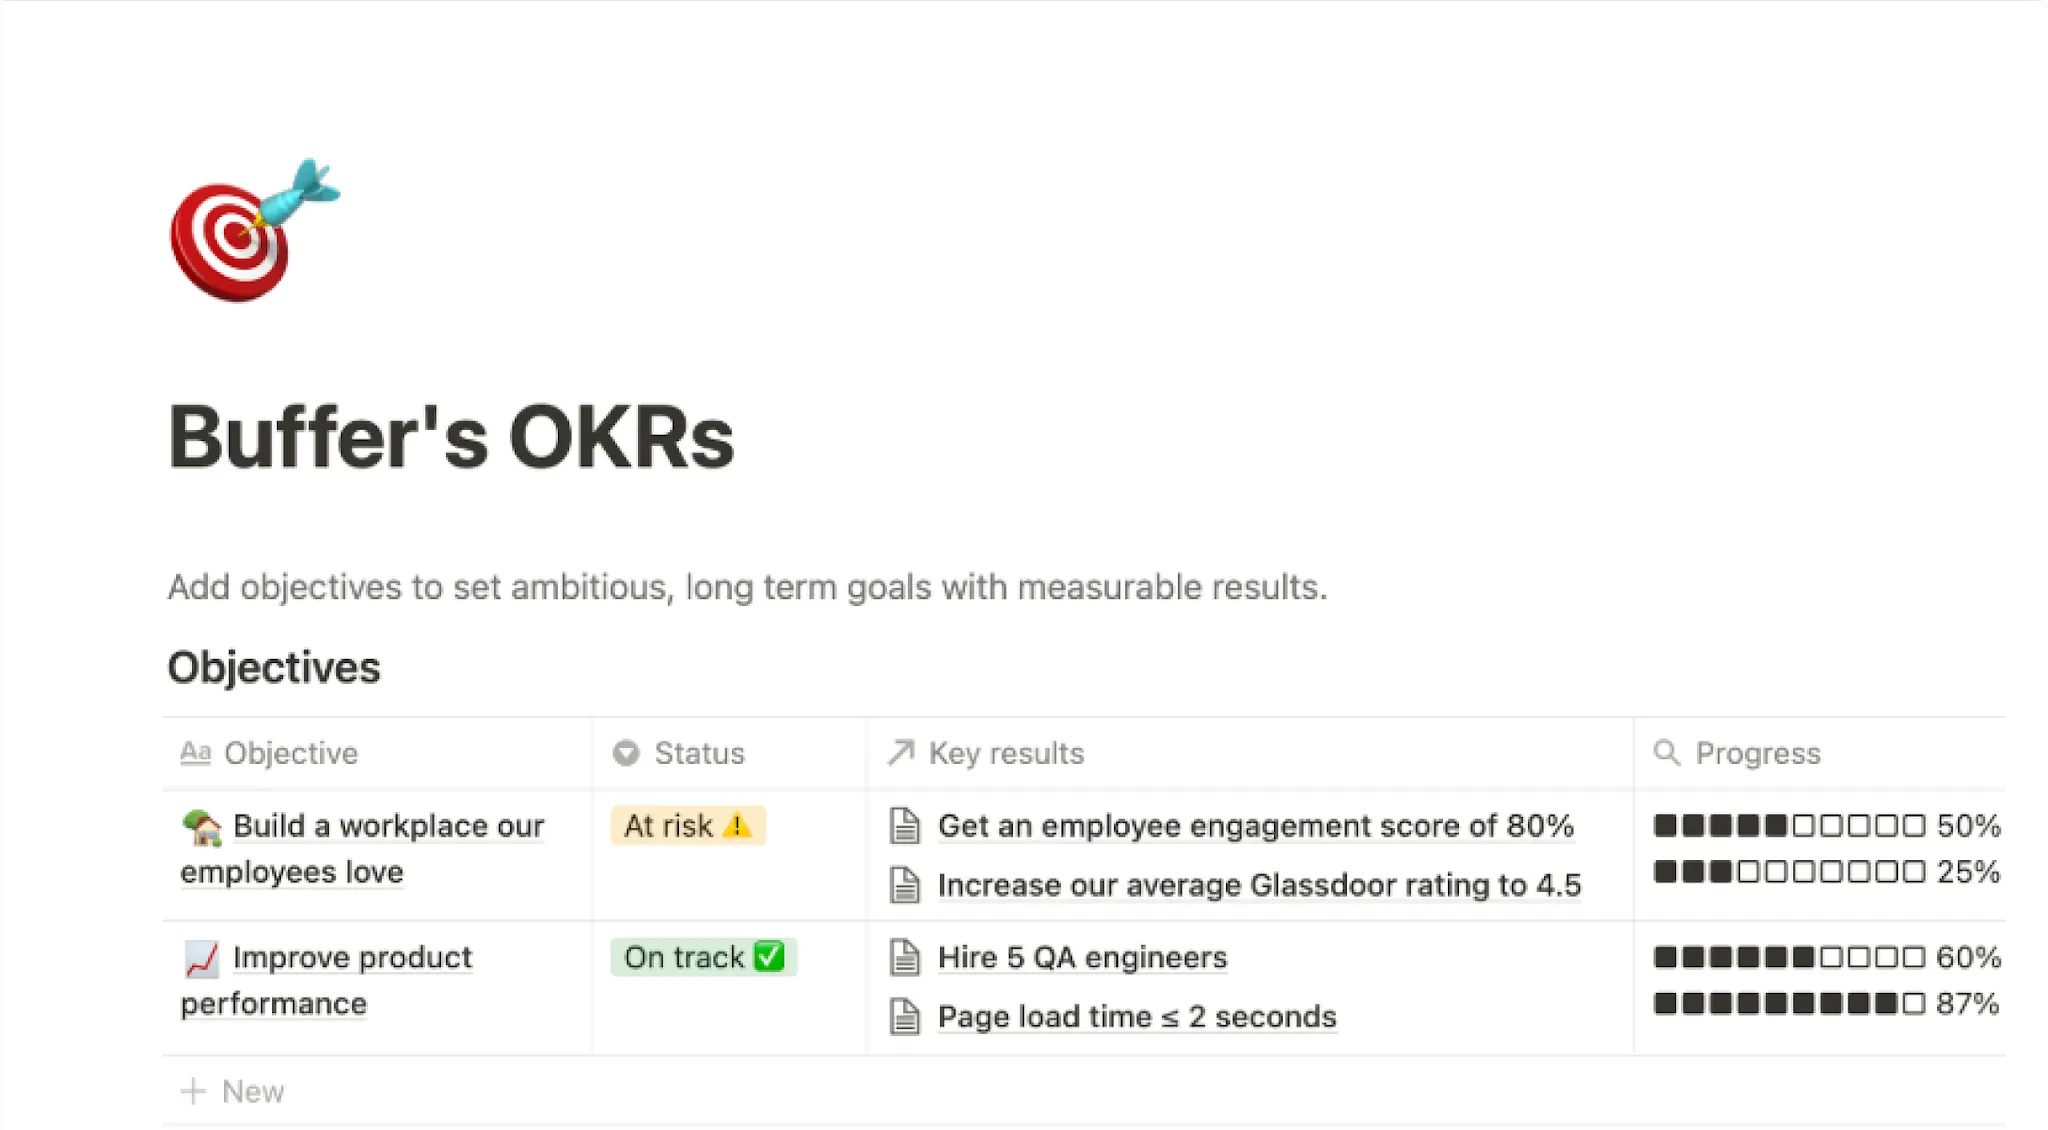 Buffer's OKRs
Add objectives to set ambitious, long term goals with measurable results.
Objectives
Aa Objective
Status
Key results
Progress
Build a workplace our
employees love
At risk
Get an employee engagement score of 80%
Increase our average Glassdoor rating to 4.5
50%
25%
Improve product
performance
On track
Hire 5 QA engineers
Page load time ≤ 2 seconds
60%
87%
+ New